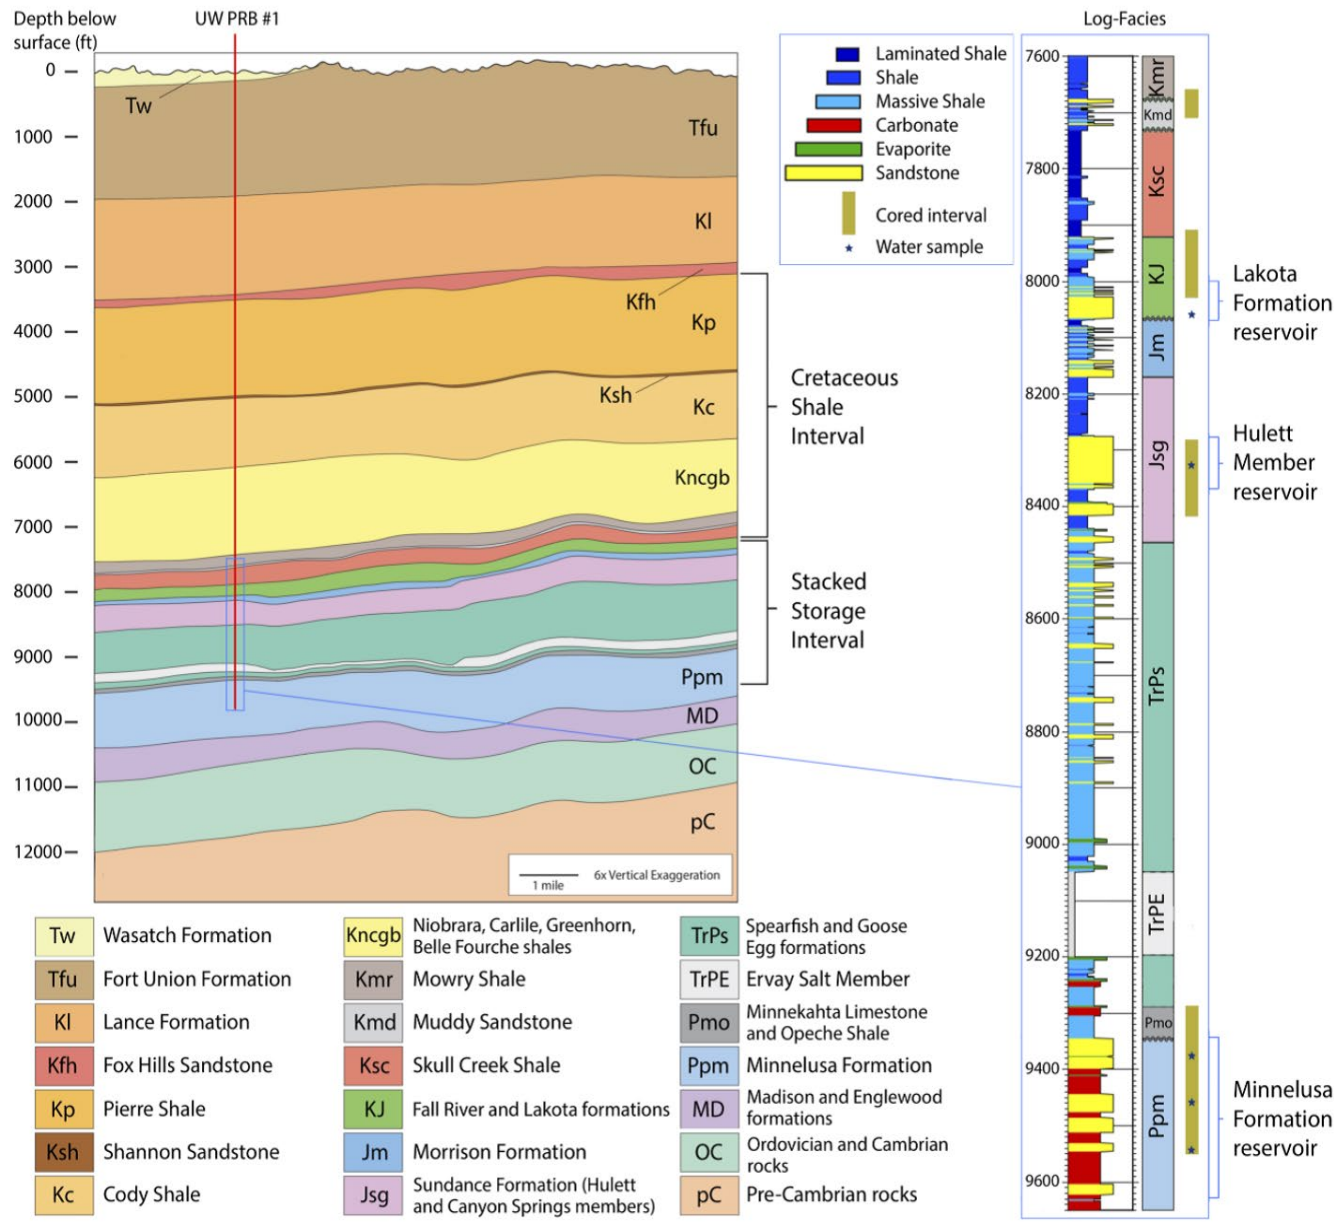 Depth below
surface (ft)
UW PRB #1
0
1000
2000
3000
4000
5000
6000
7000
8000
9000
10000
11000
12000
Tw
Tfu
Kl
Kfh
Kp
Ksh
Kc
Kncgb
Ppm
MD
OC
pC
1 mile
6x Vertical Exaggeration
Cretaceous
Shale
Interval
Stacked
Storage
Interval
Laminated Shale
Shale
Massive Shale
Carbonate
Evaporite
Sandstone
Cored interval
Water sample
Log-Facies
7600
7800
8000
8200
8400
8600
8800
9000
9200
9400
9600
Kmr
Kmd
Ksc
KJ
Jm
Jsg
TrPs
TrPE
Pmo
Ppm
Lakota
Formation
reservoir
Hulett
Member
reservoir
Minnelusa
Formation
reservoir
Tw Wasatch Formation
Tfu Fort Union Formation
Kl Lance Formation
Kfh Fox Hills Sandstone
Kp Pierre Shale
Ksh Shannon Sandstone
Kc Cody Shale
Kncgb Niobrara, Carlile, Greenhorn,
Belle Fourche shales
Kmr Mowry Shale
Kmd Muddy Sandstone
Ksc Skull Creek Shale
KJ Fall River and Lakota formations
Jm Morrison Formation
Jsg Sundance Formation (Hulett
and Canyon Springs members)
TrPs Spearfish and Goose
Egg formations
TrPE Ervay Salt Member
Pmo Minnekahta Limestone
and Opeche Shale
Ppm Minnelusa Formation
MD Madison and Englewood
formations
OC Ordovician and Cambrian
rocks
pC Pre-Cambrian rocks